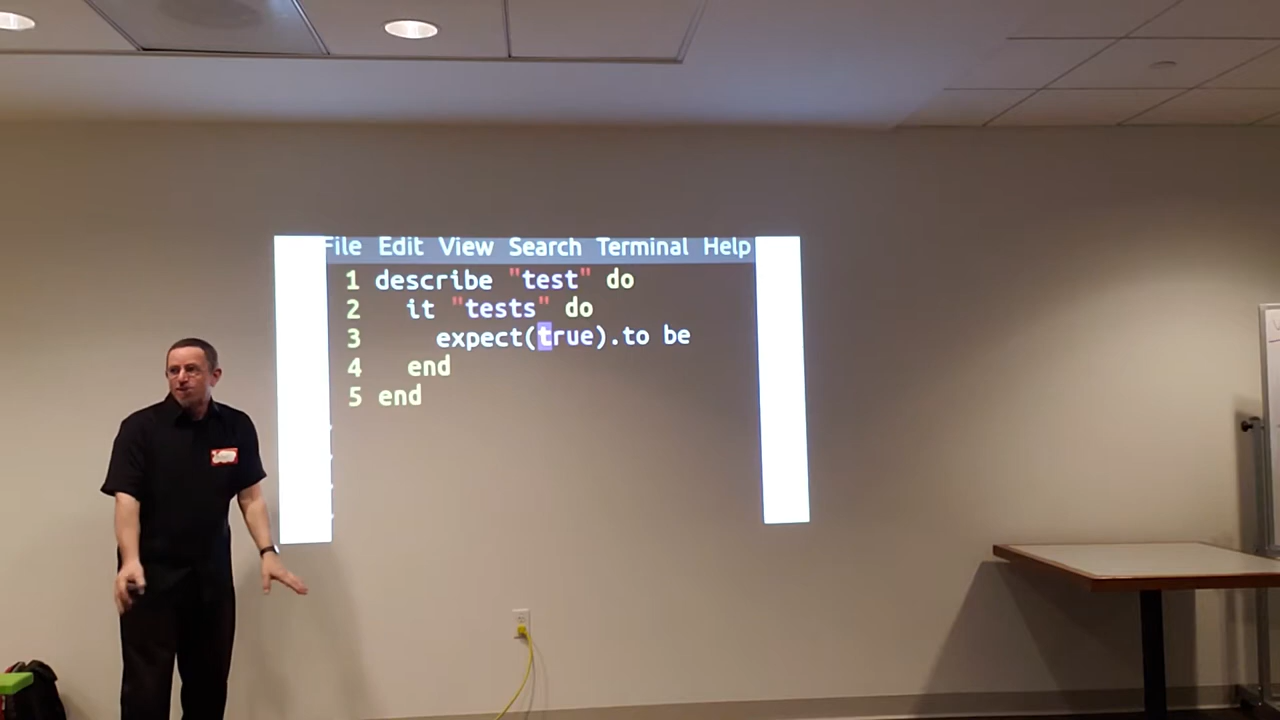 File Edit View Search Terminal Help
1 describe "test" do
2   it "tests" do
3     expect(true).to be
4   end
5 end